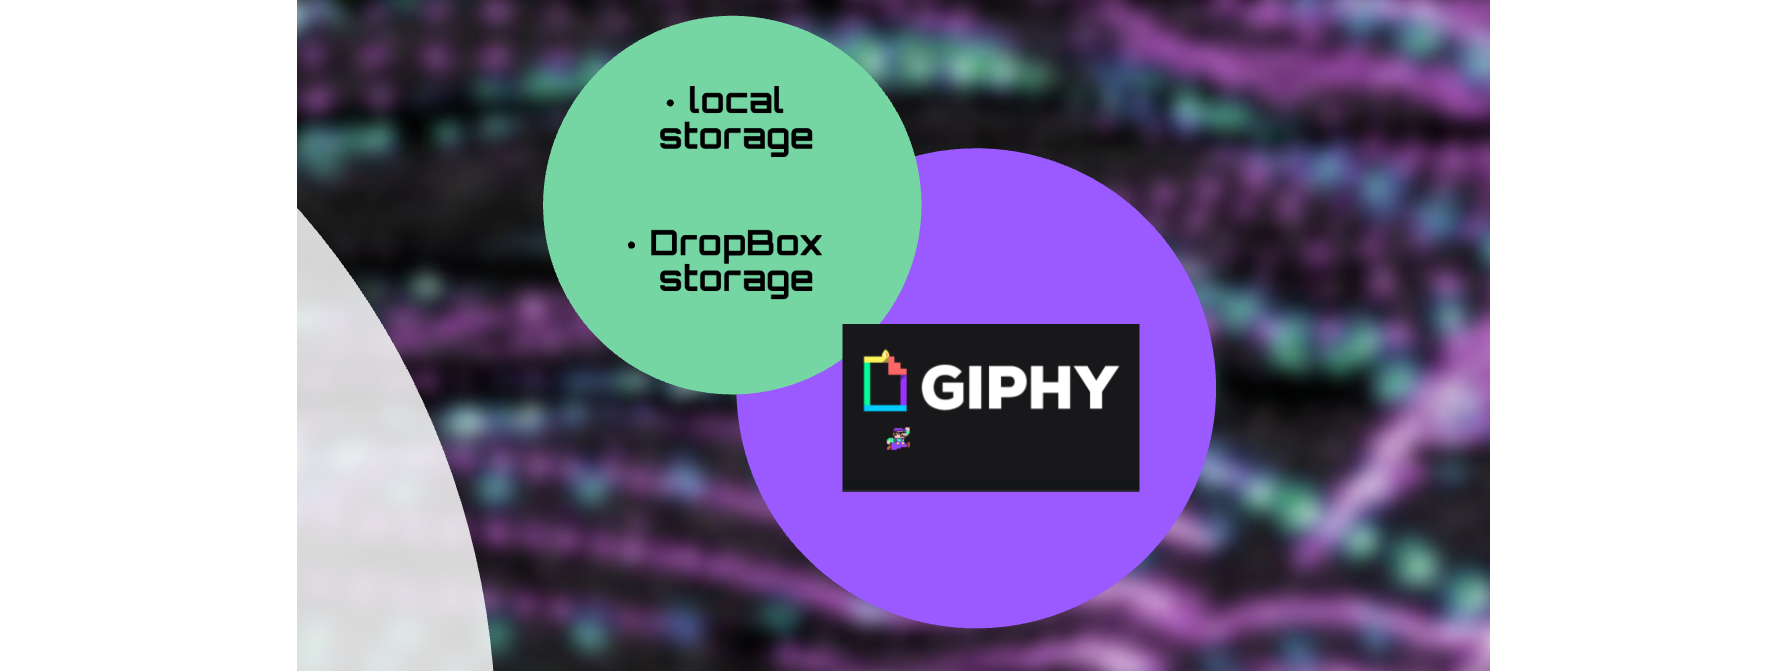 • local
storage
• DropBox
storage
GIPHY